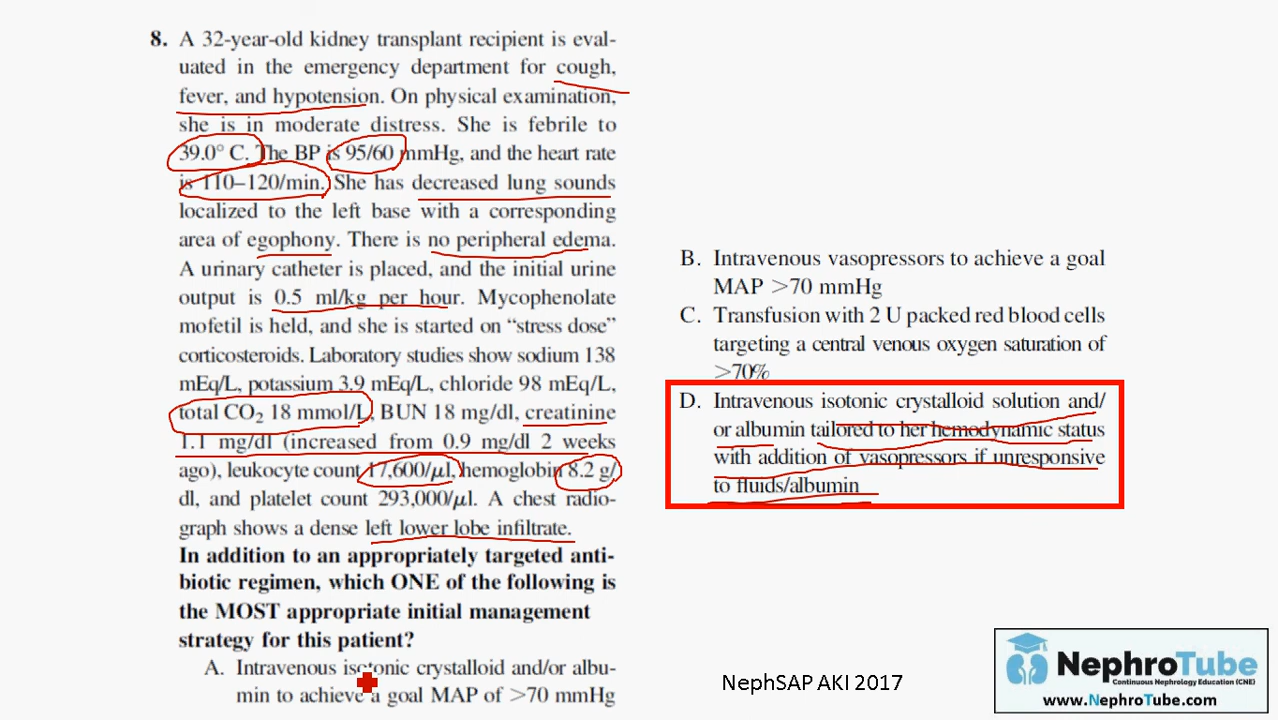 8. A 32-year-old kidney transplant recipient is eval-
uated in the emergency department for cough,
fever, and hypotension. On physical examination,
she is in moderate distress. She is febrile to
39.0° C. The BP is 95/60 mmHg, and the heart rate
is 110–120/min. She has decreased lung sounds
localized to the left base with a corresponding
area of egophony. There is no peripheral edema.
A urinary catheter is placed, and the initial urine
output is 0.5 ml/kg per hour. Mycophenolate
mofetil is held, and she is started on “stress dose”
corticosteroids. Laboratory studies show sodium 138
mEq/L, potassium 3.9 mEq/L, chloride 98 mEq/L,
total CO₂ 18 mmol/L, BUN 18 mg/dl, creatinine
1.1 mg/dl (increased from 0.9 mg/dl 2 weeks
ago), leukocyte count 17,600/μl, hemoglobin 8.2 g/
dl, and platelet count 293,000/μl. A chest radio-
graph shows a dense left lower lobe infiltrate.
In addition to an appropriately targeted anti-
biotic regimen, which ONE of the following is
the MOST appropriate initial management
strategy for this patient?
A. Intravenous isotonic crystalloid and/or albu-
min to achieve a goal MAP of >70 mmHg
B. Intravenous vasopressors to achieve a goal
MAP >70 mmHg
C. Transfusion with 2 U packed red blood cells
targeting a central venous oxygen saturation of
>70%
D. Intravenous isotonic crystalloid solution and/
or albumin tailored to her hemodynamic status
with addition of vasopressors if unresponsive
to fluids/albumin
NephSAP AKI 2017
NephroTube
Continuous Nephrology Education (CNE)
www.NephroTube.com